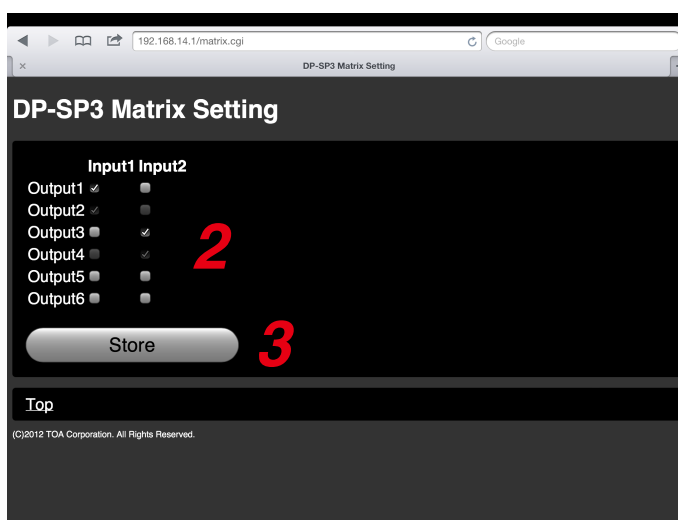 192.168.14.1/matrix.cgi
Google
DP-SP3 Matrix Setting
DP-SP3 Matrix Setting
Input1 Input2
Output1
Output2
Output3
Output4
Output5
Output6
2
Store
3
Top
(C)2012 TOA Corporation. All Rights Reserved.